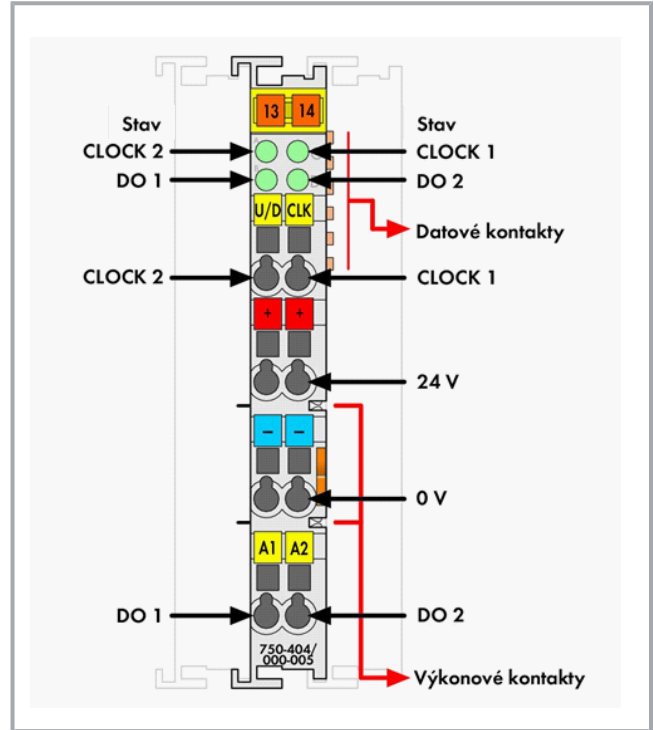 13 14
Stav Stav
CLOCK 2 CLOCK 1
DO 1 DO 2
U/D CLK
Datové kontakty
CLOCK 2 CLOCK 1
+ +
24 V
– –
0 V
A1 A2
DO 1 DO 2
750-404/
000-005
Výkonové kontakty